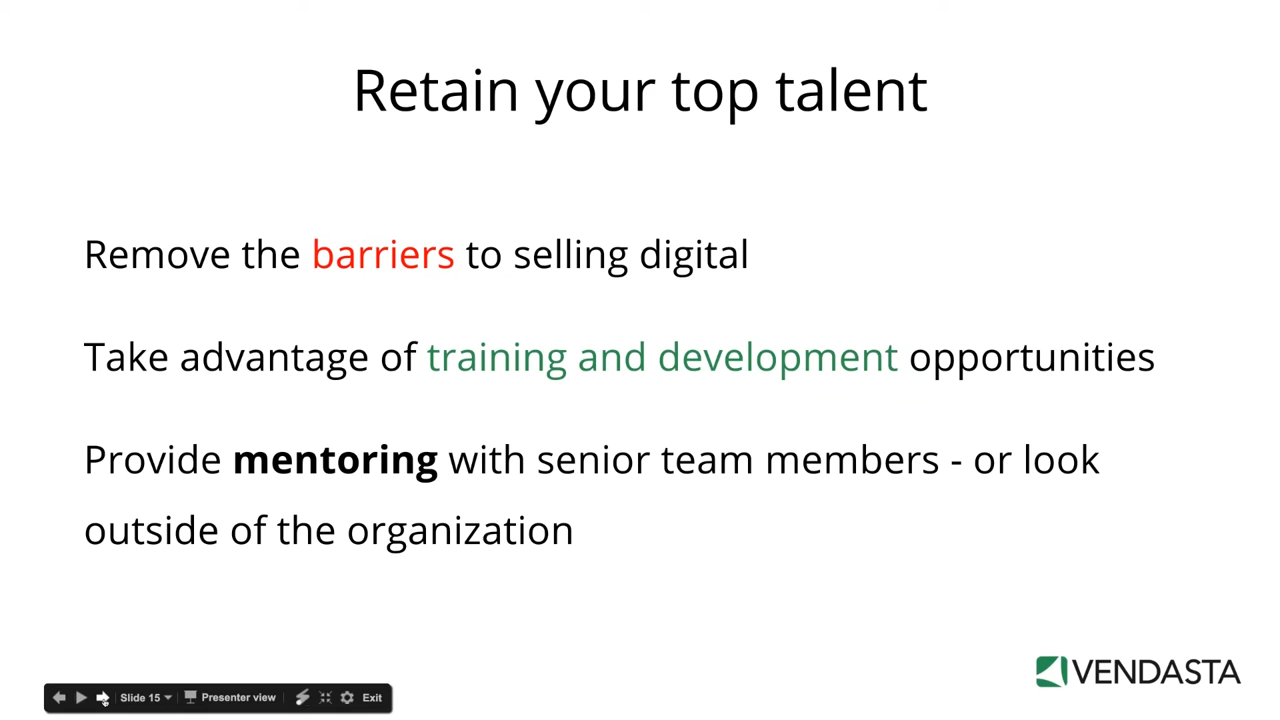 Retain your top talent
Remove the barriers to selling digital
Take advantage of training and development opportunities
Provide mentoring with senior team members - or look
outside of the organization
VENDASTA
Slide 15 Presenter view Exit